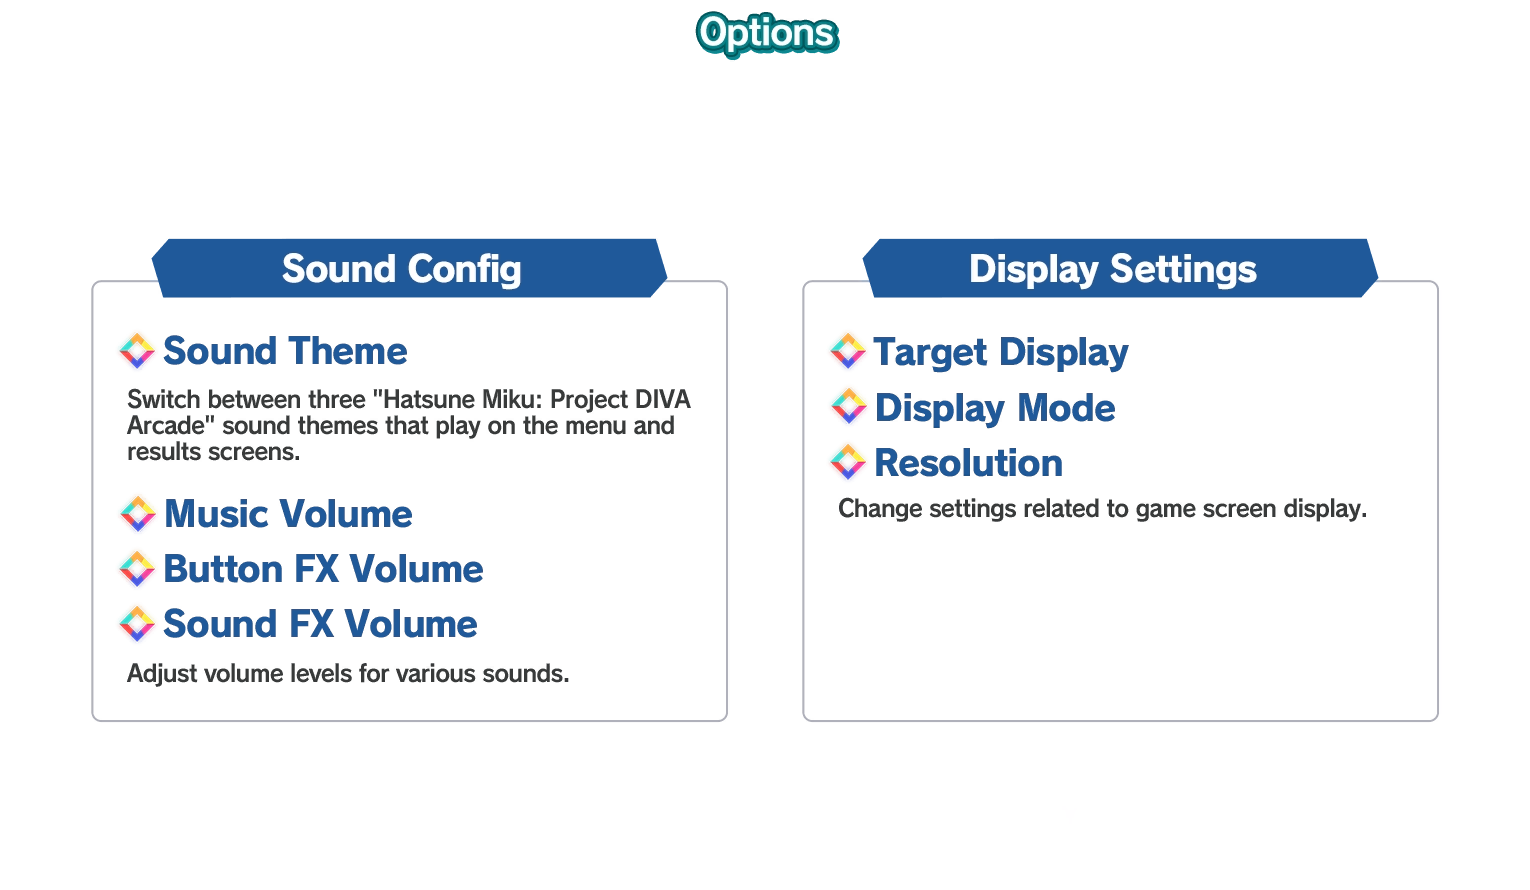 Options
Sound Config
Sound Theme
Switch between three "Hatsune Miku: Project DIVA
Arcade" sound themes that play on the menu and
results screens.
Music Volume
Button FX Volume
Sound FX Volume
Adjust volume levels for various sounds.
Display Settings
Target Display
Display Mode
Resolution
Change settings related to game screen display.